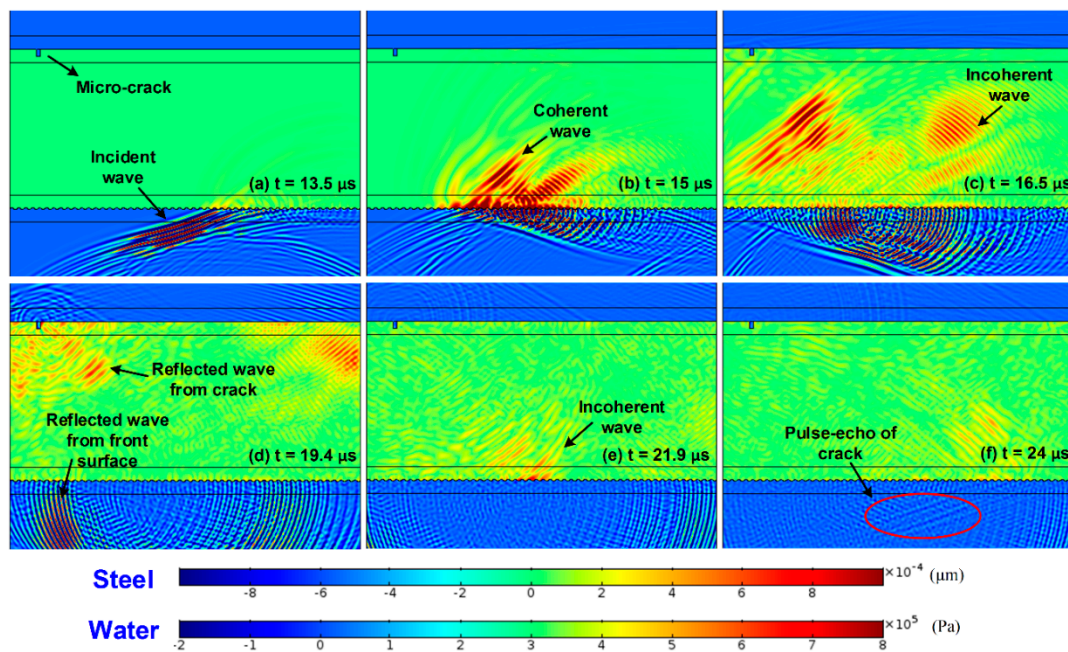 Micro-crack
Incident
wave
(a) t = 13.5 μs
Coherent
wave
(b) t = 15 μs
Incoherent
wave
(c) t = 16.5 μs
Reflected wave
from crack
Reflected wave
from front
surface
(d) t = 19.4 μs
Incoherent
wave
(e) t = 21.9 μs
Pulse-echo of
crack
(f) t = 24 μs
Steel
-8 -6 -4 -2 0 2 4 6 8 ×10⁻⁴ (μm)
Water
-2 -1 0 1 2 3 4 5 6 7 8 ×10⁵ (Pa)